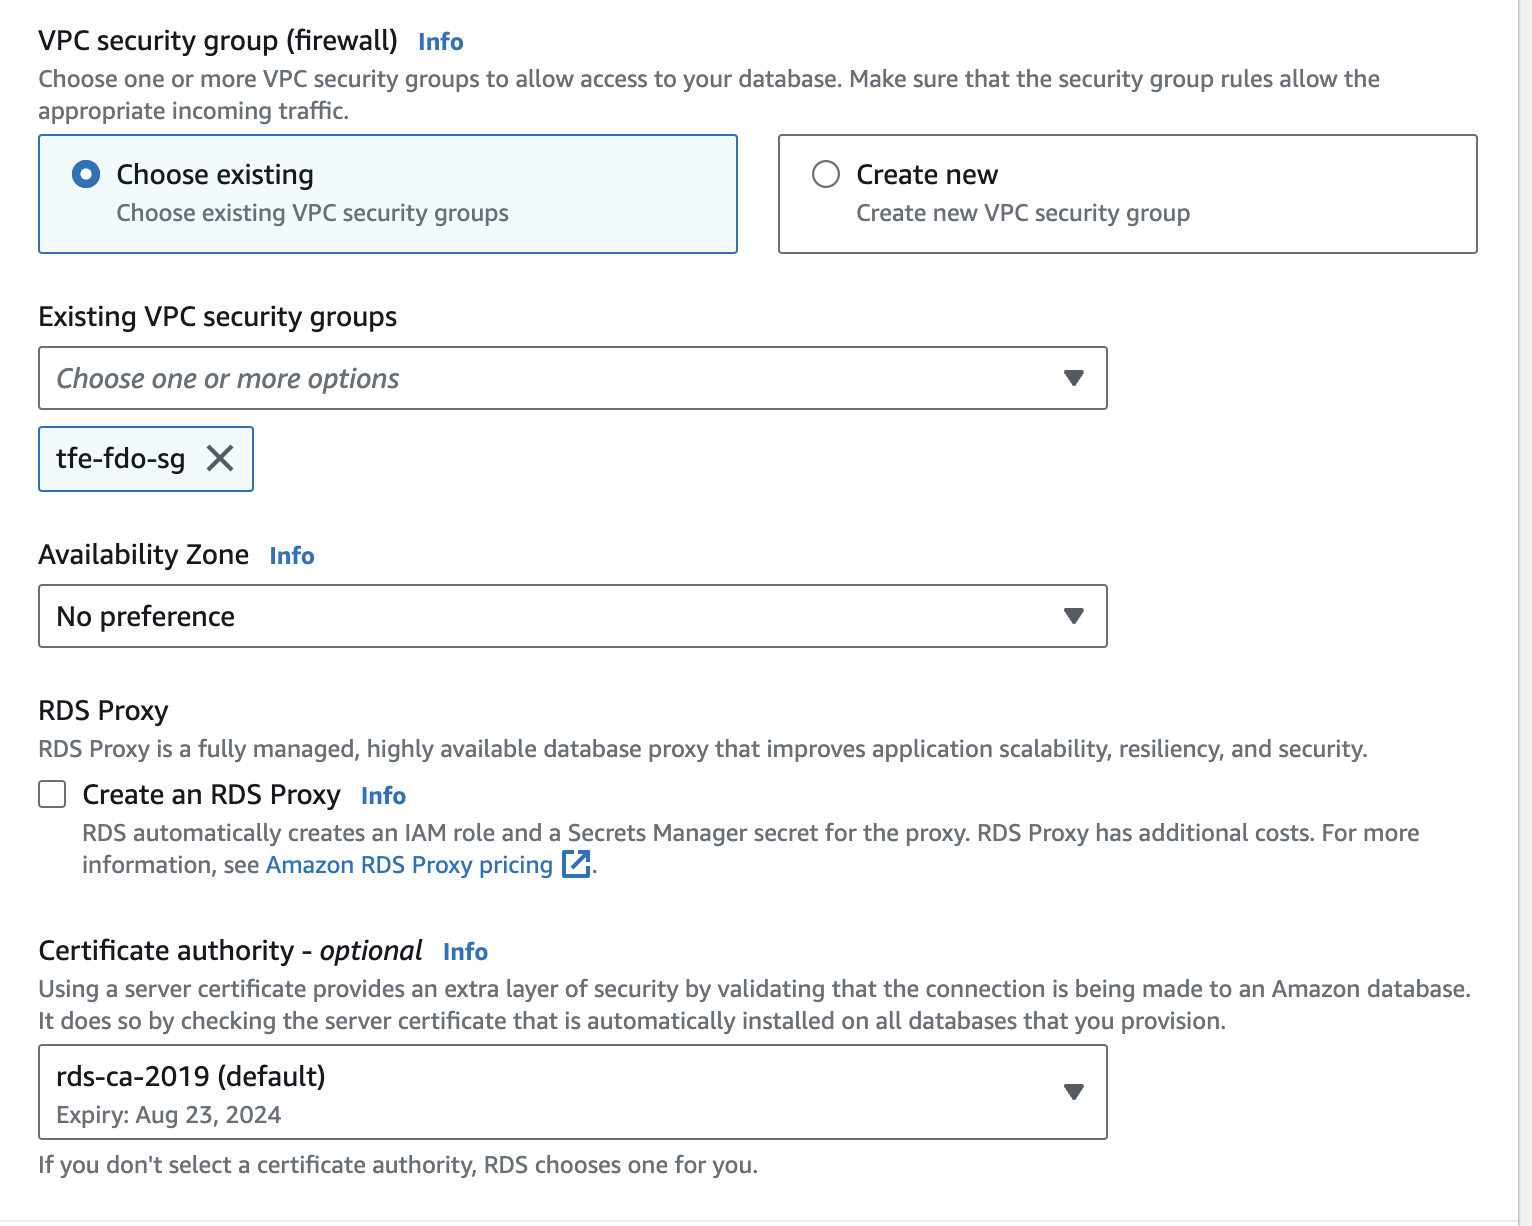 VPC security group (firewall) Info
Choose one or more VPC security groups to allow access to your database. Make sure that the security group rules allow the
appropriate incoming traffic.
Choose existing
Choose existing VPC security groups
Create new
Create new VPC security group
Existing VPC security groups
Choose one or more options
tfe-fdo-sg
Availability Zone Info
No preference
RDS Proxy
RDS Proxy is a fully managed, highly available database proxy that improves application scalability, resiliency, and security.
Create an RDS Proxy Info
RDS automatically creates an IAM role and a Secrets Manager secret for the proxy. RDS Proxy has additional costs. For more
information, see Amazon RDS Proxy pricing.
Certificate authority - optional Info
Using a server certificate provides an extra layer of security by validating that the connection is being made to an Amazon database.
It does so by checking the server certificate that is automatically installed on all databases that you provision.
rds-ca-2019 (default)
Expiry: Aug 23, 2024
If you don't select a certificate authority, RDS chooses one for you.